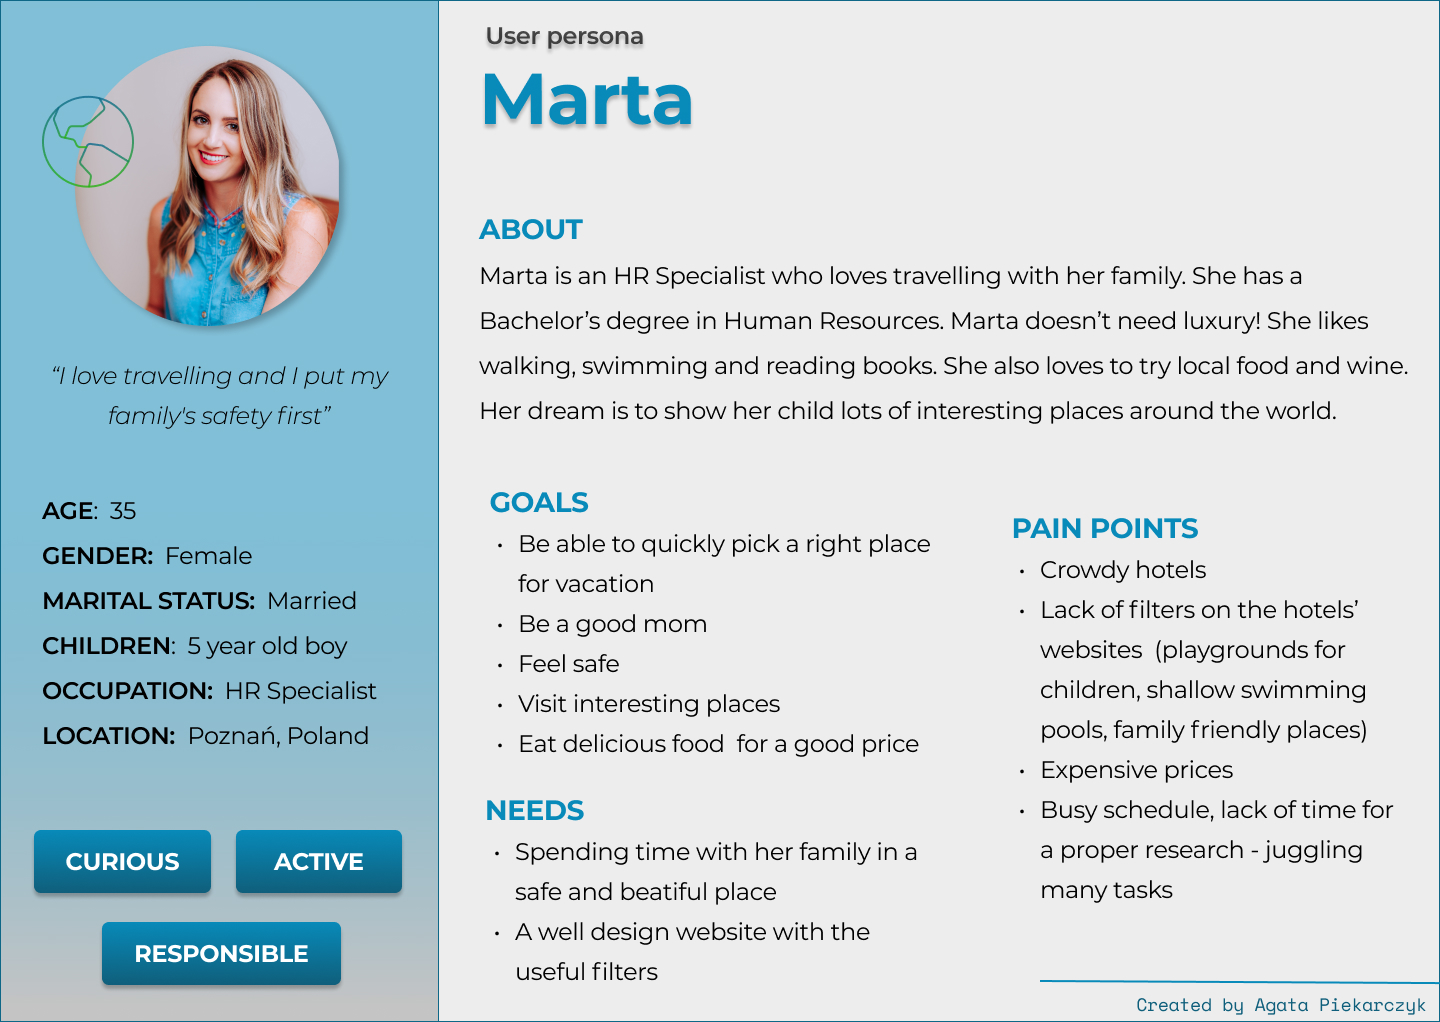 User persona
Marta
“I love travelling and I put my
family's safety first”
AGE:  35
GENDER:  Female
MARITAL STATUS:  Married
CHILDREN:  5 year old boy
OCCUPATION:  HR Specialist
LOCATION:  Poznań, Poland
CURIOUS
ACTIVE
RESPONSIBLE
ABOUT
Marta is an HR Specialist who loves travelling with her family. She has a
Bachelor’s degree in Human Resources. Marta doesn’t need luxury! She likes
walking, swimming and reading books. She also loves to try local food and wine.
Her dream is to show her child lots of interesting places around the world.
GOALS
• Be able to quickly pick a right place
for vacation
• Be a good mom
• Feel safe
• Visit interesting places
• Eat delicious food  for a good price
NEEDS
• Spending time with her family in a
safe and beatiful place
• A well design website with the
useful filters
PAIN POINTS
• Crowdy hotels
• Lack of filters on the hotels’
websites  (playgrounds for
children, shallow swimming
pools, family friendly places)
• Expensive prices
• Busy schedule, lack of time for
a proper research - juggling
many tasks
Created by Agata Piekarczyk